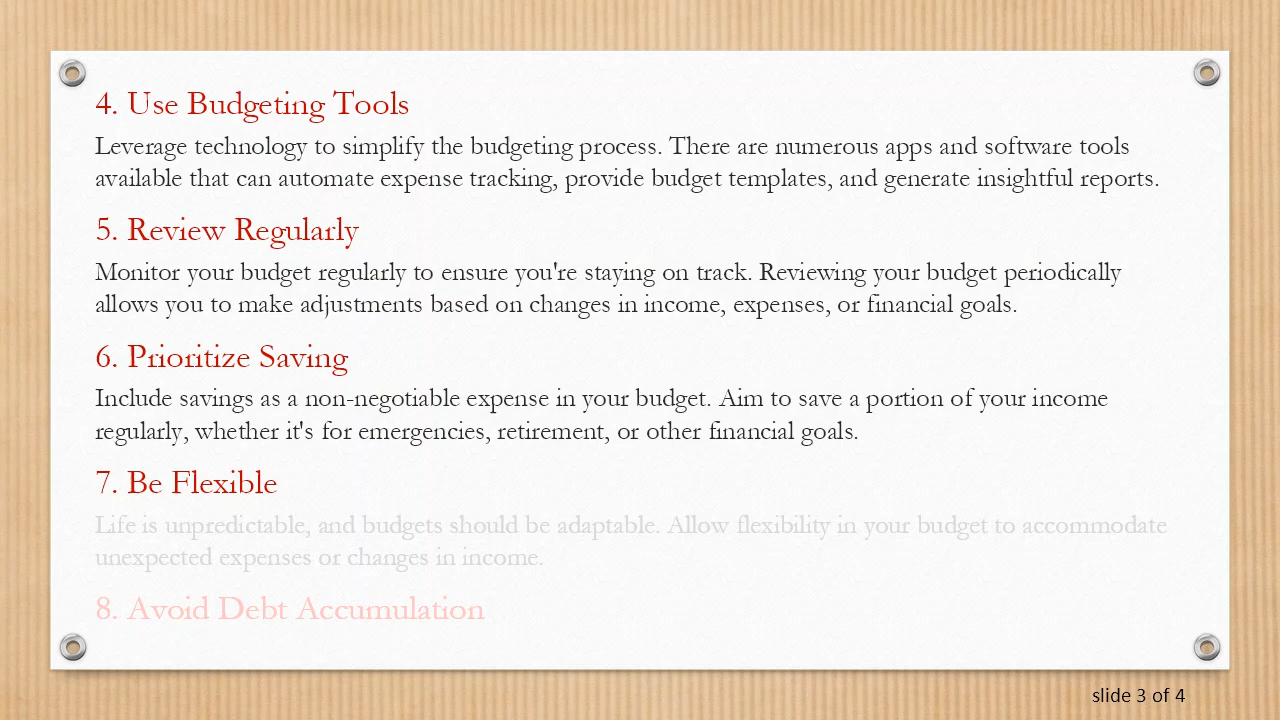 4. Use Budgeting Tools
Leverage technology to simplify the budgeting process. There are numerous apps and software tools
available that can automate expense tracking, provide budget templates, and generate insightful reports.
5. Review Regularly
Monitor your budget regularly to ensure you're staying on track. Reviewing your budget periodically
allows you to make adjustments based on changes in income, expenses, or financial goals.
6. Prioritize Saving
Include savings as a non-negotiable expense in your budget. Aim to save a portion of your income
regularly, whether it's for emergencies, retirement, or other financial goals.
7. Be Flexible
Life is unpredictable, and budgets should be adaptable. Allow flexibility in your budget to accommodate
unexpected expenses or changes in income.
8. Avoid Debt Accumulation
slide 3 of 4